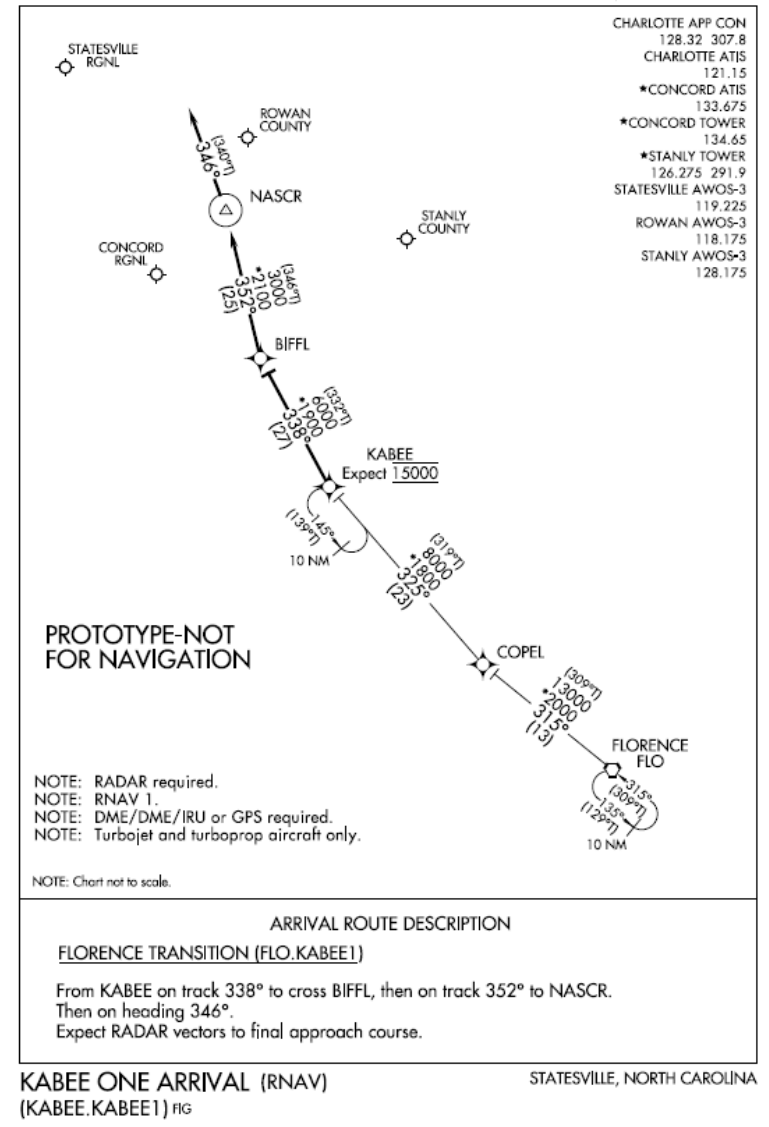 CHARLOTTE APP CON
128.32 307.8
CHARLOTTE ATIS
121.15
★CONCORD ATIS
133.675
★CONCORD TOWER
134.65
★STANLY TOWER
126.275 291.9
STATESVILLE AWOS-3
119.225
ROWAN AWOS-3
118.175
STANLY AWOS-3
128.175
STATESVILLE
RGNL
ROWAN
COUNTY
(340°T)
346°
NASCR
STANLY
COUNTY
CONCORD
RGNL
(346°T)
3000
*2100
352°
(25)
BIFFL
(332°T)
6000
*1900
338°
(27)
KABEE
Expect 15000
145°
(139°T)
10 NM
(319°T)
8000
*1800
325°
(23)
PROTOTYPE-NOT
FOR NAVIGATION
COPEL
(309°T)
13000
*2000
315°
(13)
FLORENCE
FLO
315°
(309°T)
135°
(129°T)
10 NM
NOTE: RADAR required.
NOTE: RNAV 1.
NOTE: DME/DME/IRU or GPS required.
NOTE: Turbojet and turboprop aircraft only.
NOTE: Chart not to scale.
ARRIVAL ROUTE DESCRIPTION
FLORENCE TRANSITION (FLO.KABEE1)
From KABEE on track 338° to cross BIFFL, then on track 352° to NASCR.
Then on heading 346°.
Expect RADAR vectors to final approach course.
KABEE ONE ARRIVAL (RNAV)
(KABEE.KABEE1) FIG
STATESVILLE, NORTH CAROLINA